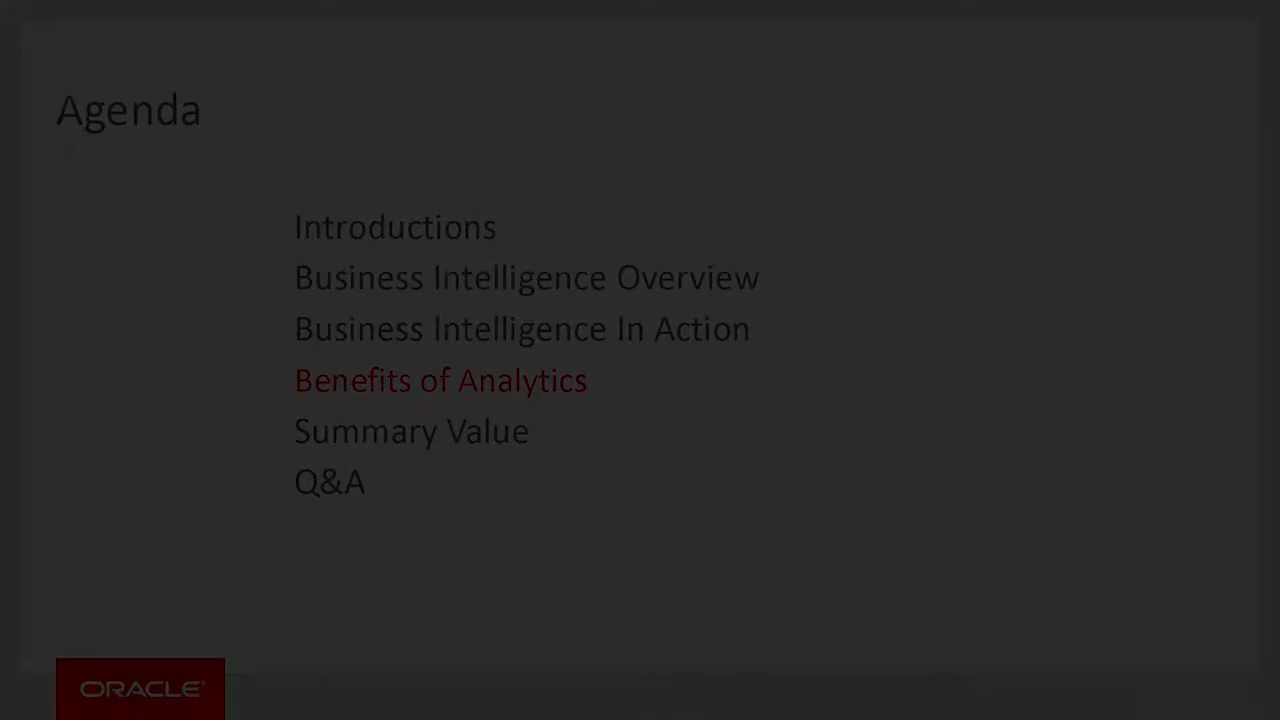 Agenda
Introductions
Business Intelligence Overview
Business Intelligence In Action
Benefits of Analytics
Summary Value
Q&A
ORACLE